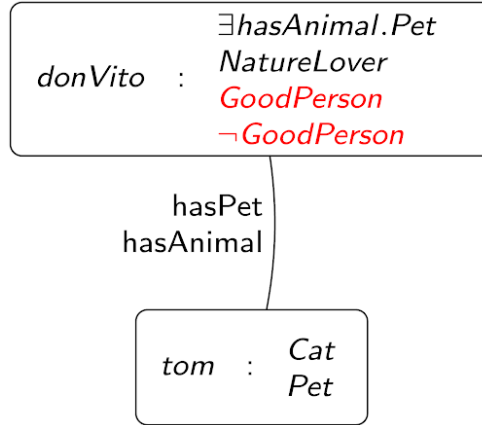 ∃hasAnimal.Pet
donVito : NatureLover
GoodPerson
¬GoodPerson
hasPet
hasAnimal
Cat
tom :
Pet